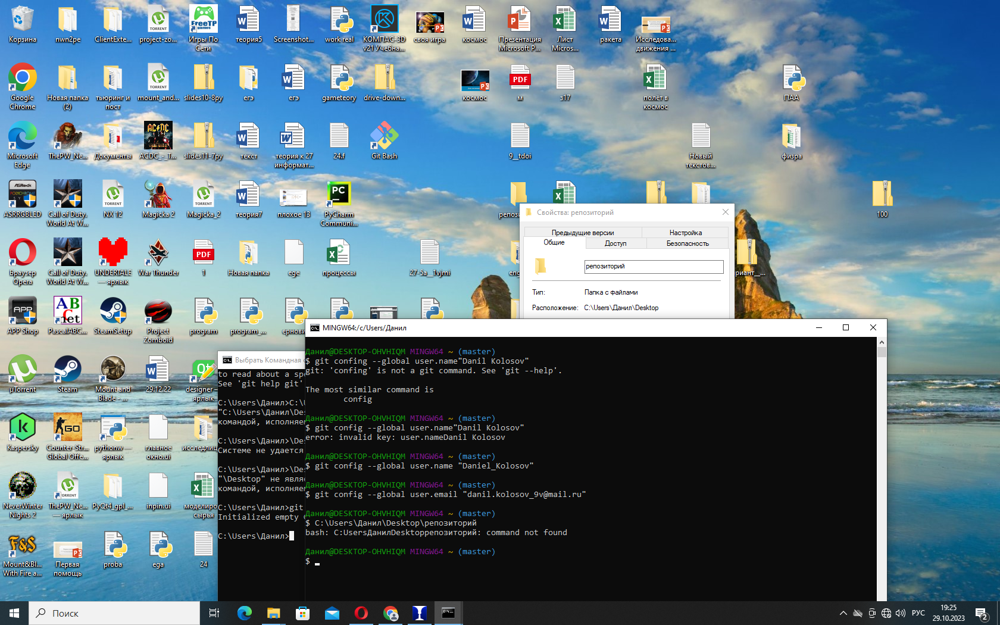 Корзина
nwn2pe
ClientExte...
project-zo...
Игры По
Сети
теория5
Screenshot...
work real
КОМПАС-3D
v21 Учебна...
своя игра
космос
Презентация
Microsoft P...
Лист
Micros...
ракета
Исследова...
движения ...
Google
Chrome
Новая папка
(2)
тьюринг и
пост
mount_and...
slides10-8py
егэ
егэ
gameteory
drive-down...
космос
м
з17
полёт в
космос
ПАА
Microsoft
Edge
ThePW_Ne...
Документы
ACDC_-_T...
slides11-7py
текст
теория к 27
информат...
24.f
Git Bash
9__tdoi
Новый
текстов...
физра
ASRRGBLED
Call of Duty.
World At W...
NX 12
Magicka 2
Magicka_2
теория7
плохое 13
PyCharm
Communi...
100
Браузер
Opera
Call of Duty.
World At W...
UNDERTALE
— ярлык
War Thunder
1
Новая папка
ege
процессы
27-5a__1vjmi
APP Shop
PascalABC...
SteamSetup
Project
Zomboid
program
program_...
µTorrent
Steam
Mount and
Blade - ...
29.12.22
designer –
ярлык
Kaspersky
Counter-Str...
Global Offe...
pythonw —
ярлык
главное
окно.ui
исследлиц
NeverWinter
Nights 2
ThePW_Ne...
— ярлык
PyQt4_gpl_...
inpin.ui
моделиро
сырья
Mount&Bl...
With Fire a...
Первая
помощь
proba
ega
24
Свойства: репозиторий
Предыдущие версии
Настройка
Общие
Доступ
Безопасность
репозиторий
Тип:
Папка с файлами
Расположение:
C:\Users\Данил\Desktop
Выбрать Командная
to read about a sp
See 'git help git'
C:\Users\Данил>C:\
"C:\Users\Данил\De
командой, исполняе
C:\Users\Данил>\De
Системе не удается
C:\Users\Данил>\De
"\Desktop" не явля
командой, исполняе
C:\Users\Данил>git
Initialized empty
C:\Users\Данил>
MINGW64:/c/Users/Данил
Данил@DESKTOP-OHVHIQM MINGW64 ~ (master)
$ git confing --global user.name"Danil Kolosov"
git: 'confing' is not a git command. See 'git --help'.
The most similar command is
config
Данил@DESKTOP-OHVHIQM MINGW64 ~ (master)
$ git config --global user.name"Danil Kolosov"
error: invalid key: user.nameDanil Kolosov
Данил@DESKTOP-OHVHIQM MINGW64 ~ (master)
$ git config --global user.name "Daniel_Kolosov"
Данил@DESKTOP-OHVHIQM MINGW64 ~ (master)
$ git config --global user.email "danil.kolosov_9v@mail.ru"
Данил@DESKTOP-OHVHIQM MINGW64 ~ (master)
$ C:\Users\Данил\Desktop\репозиторий
bash: C:UsersДанилDesktopрепозиторий: command not found
Данил@DESKTOP-OHVHIQM MINGW64 ~ (master)
$
Поиск
РУС
19:25
29.10.2023
2